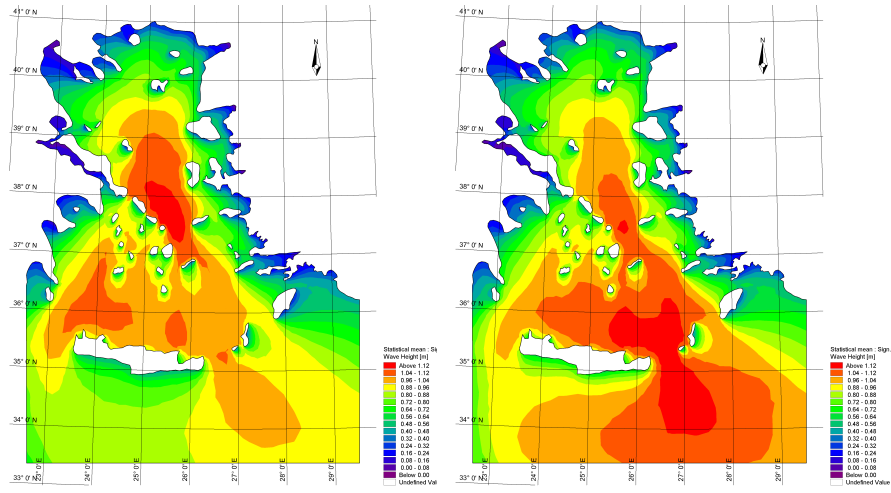 41° 0' N
40° 0' N
39° 0' N
38° 0' N
37° 0' N
36° 0' N
35° 0' N
34° 0' N
33° 0' N
23° 0' E
24° 0' E
25° 0' E
26° 0' E
27° 0' E
28° 0' E
29° 0' E
N
Statistical mean : Si
Wave Height [m]
Above 1.12
1.04 - 1.12
0.96 - 1.04
0.88 - 0.96
0.80 - 0.88
0.72 - 0.80
0.64 - 0.72
0.56 - 0.64
0.48 - 0.56
0.40 - 0.48
0.32 - 0.40
0.24 - 0.32
0.16 - 0.24
0.08 - 0.16
0.00 - 0.08
Below 0.00
Undefined Valu
41° 0' N
40° 0' N
39° 0' N
38° 0' N
37° 0' N
36° 0' N
35° 0' N
34° 0' N
33° 0' N
23° 0' E
24° 0' E
25° 0' E
26° 0' E
27° 0' E
28° 0' E
29° 0' E
N
Statistical mean : Sign.
Wave Height [m]
Above 1.12
1.04 - 1.12
0.96 - 1.04
0.88 - 0.96
0.80 - 0.88
0.72 - 0.80
0.64 - 0.72
0.56 - 0.64
0.48 - 0.56
0.40 - 0.48
0.32 - 0.40
0.24 - 0.32
0.16 - 0.24
0.08 - 0.16
0.00 - 0.08
Below 0.00
Undefined Value